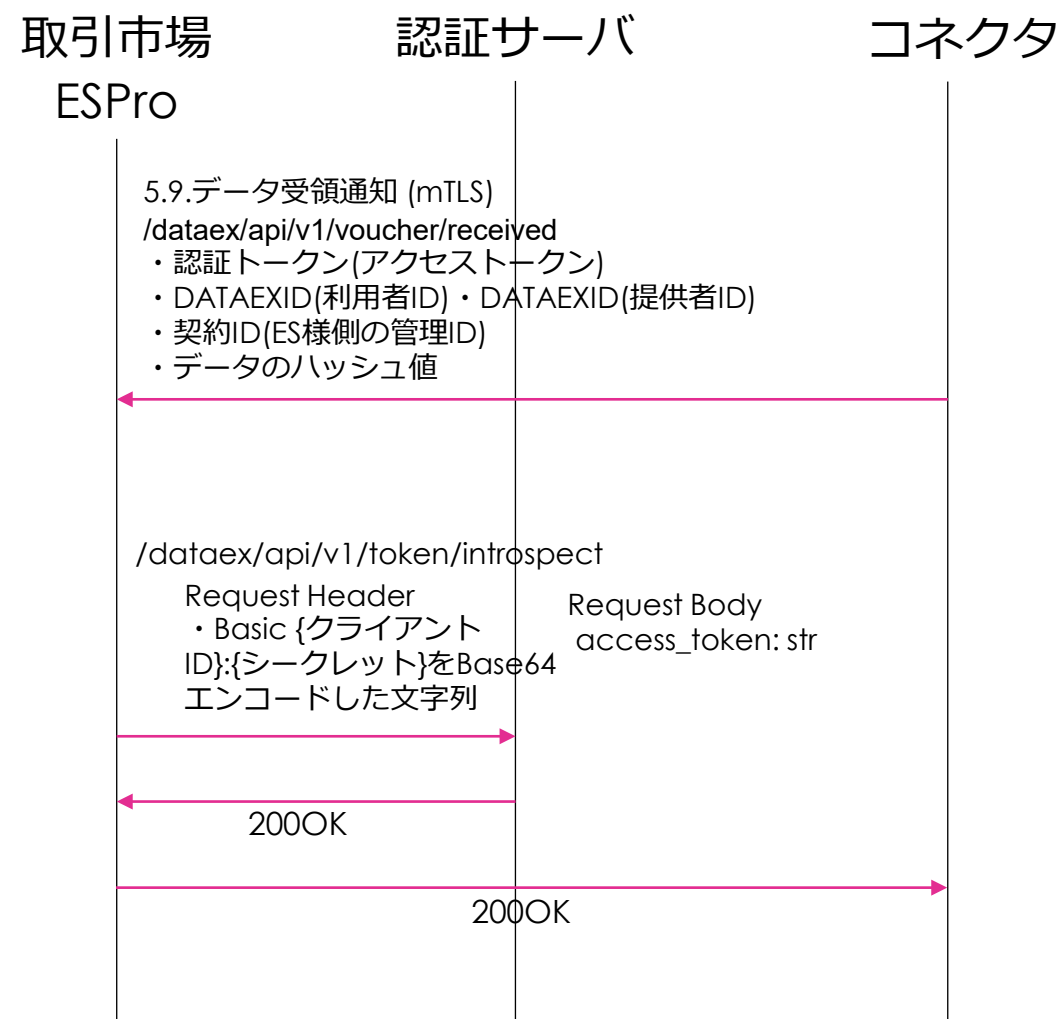 取引市場
ESPro
認証サーバ
コネクタ
5.9.データ受領通知 (mTLS)
/dataex/api/v1/voucher/received
・認証トークン(アクセストークン)
・DATAEXID(利用者ID)・DATAEXID(提供者ID)
・契約ID(ES様側の管理ID)
・データのハッシュ値
/dataex/api/v1/token/introspect
Request Header
・Basic {クライアント
ID}:{シークレット}をBase64
エンコードした文字列
Request Body
access_token: str
200OK
200OK